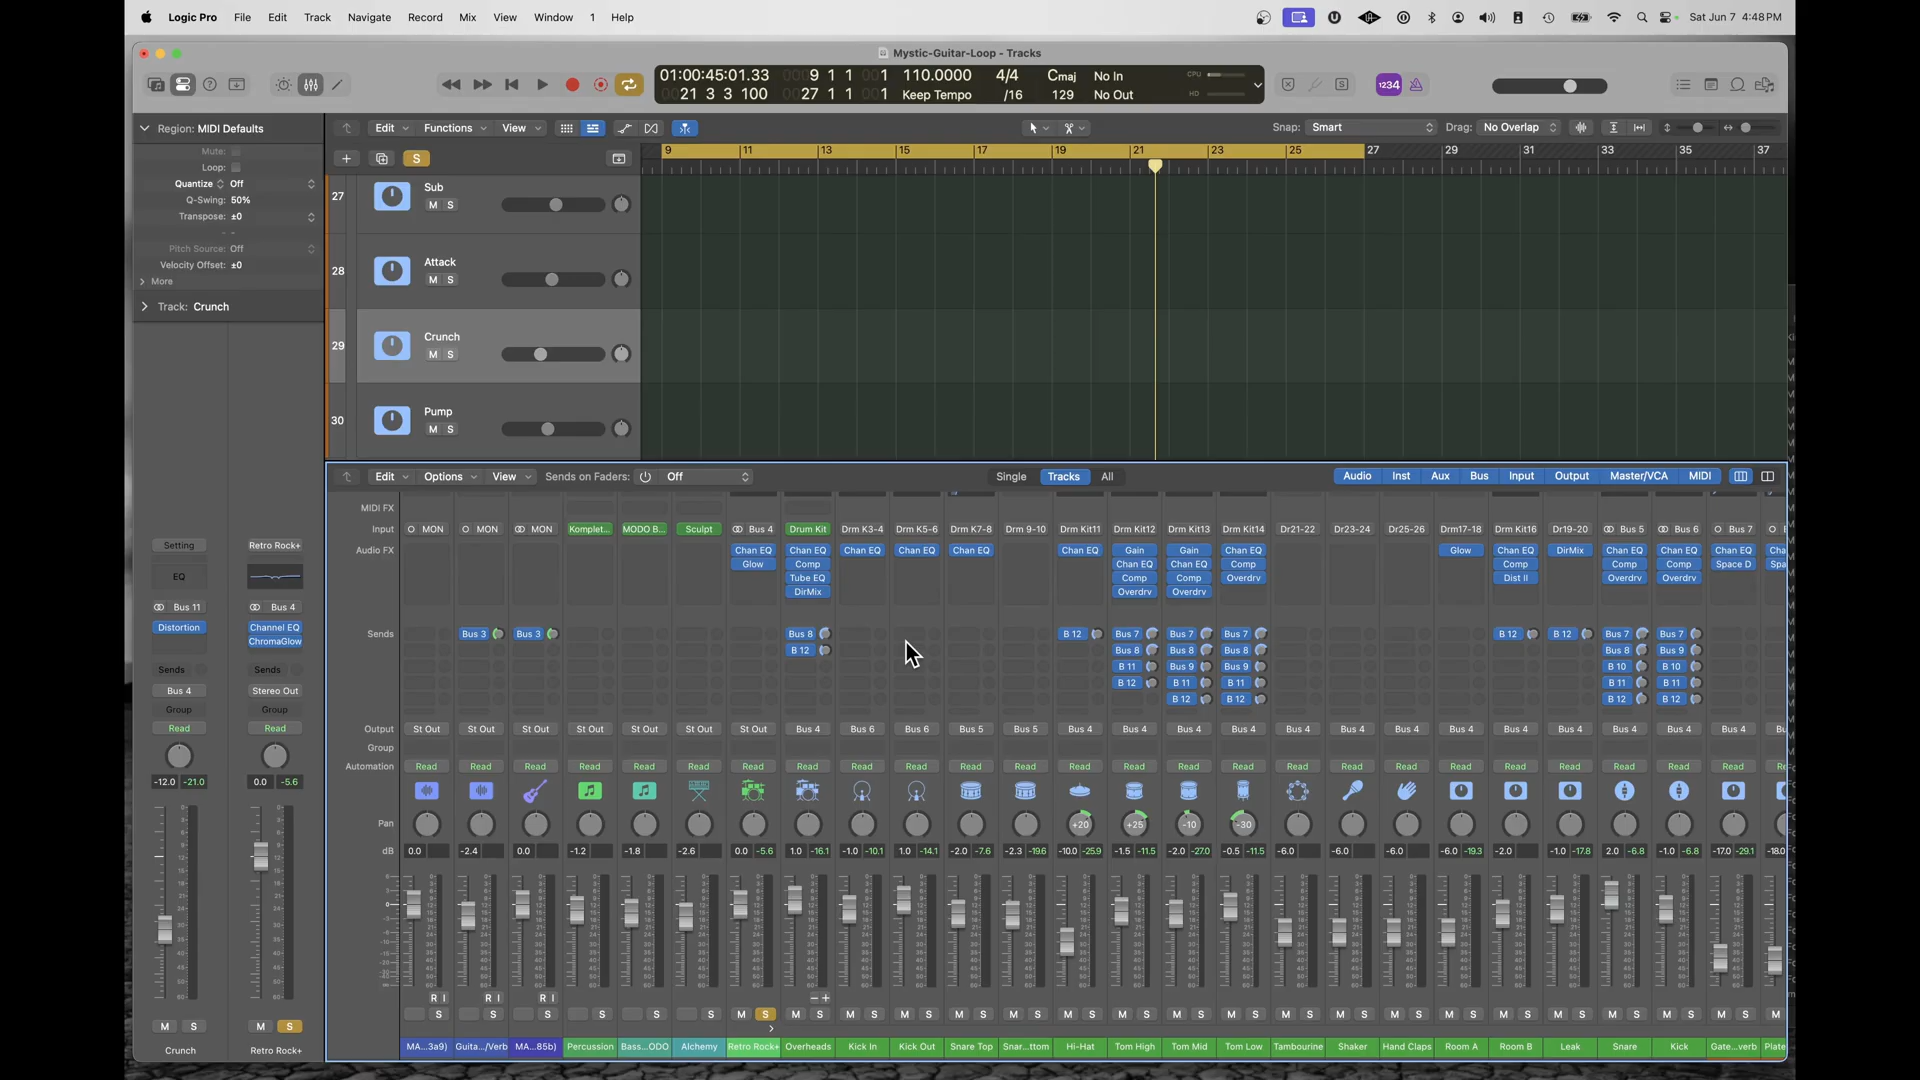 Logic Pro File Edit Track Navigate Record Mix View Window 1 Help Sat Jun 7 4:48 PM
Mystic-Guitar-Loop - Tracks
01:00:45:01.33 0009 1 1 001 110.0000 4/4 Cmaj No In CPU
0021 3 3 100 0027 1 1 001 Keep Tempo /16 129 No Out HD
1234
Region: MIDI Defaults
Edit Functions View Snap: Smart Drag: No Overlap
Mute:
Loop:
Quantize Off
Q-Swing: 50%
Transpose: ±0
Pitch Source: Off
Velocity Offset: ±0
More
Track: Crunch
S
9 11 13 15 17 19 21 23 25 27 29 31 33 35 37
27 Sub
M S
28 Attack
M S
29 Crunch
M S
30 Pump
M S
Edit Options View Sends on Faders: Off Single Tracks All Audio Inst Aux Bus Input Output Master/VCA MIDI
MIDI FX
Input MON MON MON Komplet... MODO B... Sculpt Bus 4 Drum Kit Drm K3-4 Drm K5-6 Drm K7-8 Drm 9-10 Drm Kit11 Drm Kit12 Drm Kit13 Drm Kit14 Dr21-22 Dr23-24 Dr25-26 Drm17-18 Drm Kit16 Dr19-20 Bus 5 Bus 6 Bus 7
Audio FX Chan EQ Chan EQ Chan EQ Chan EQ Chan EQ Chan EQ Gain Gain Chan EQ Glow Chan EQ DirMix Chan EQ Chan EQ Chan EQ Cha
Glow Comp Chan EQ Chan EQ Comp Comp Comp Comp Space D Spa
Tube EQ Comp Comp Overdrv Dist II Overdrv Overdrv
DirMix Overdrv Overdrv
Sends Bus 3 Bus 3 Bus 8 B 12 Bus 7 Bus 7 Bus 7 B 12 B 12 Bus 7 Bus 7
B 12 Bus 8 Bus 8 Bus 8 Bus 8 Bus 9
B 11 Bus 9 Bus 9 B 10 B 10
B 12 B 11 B 11 B 11 B 11
B 12 B 12 B 12 B 12
Output St Out St Out St Out St Out St Out St Out St Out Bus 4 Bus 6 Bus 6 Bus 5 Bus 5 Bus 4 Bus 4 Bus 4 Bus 4 Bus 4 Bus 4 Bus 4 Bus 4 Bus 4 Bus 4 Bus 4 Bus 4 Bus 4
Group
Automation Read Read Read Read Read Read Read Read Read Read Read Read Read Read Read Read Read Read Read Read Read Read Read Read Read
Pan +20 +25 -10 -30
dB 0.0 -2.4 0.0 -1.2 -1.8 -2.6 0.0 -5.6 1.0 -16.1 -1.0 -10.1 1.0 -14.1 -2.0 -7.6 -2.3 -19.6 -10.0 -25.9 -1.5 -11.5 -2.0 -27.0 -0.5 -11.5 -6.0 -6.0 -6.0 -6.0 -19.3 -2.0 -1.0 -17.8 2.0 -6.8 -1.0 -6.8 -17.0 -29.1 -18.0
R I R I R I
S S S S S S M S M S M S M S M S M S M S M S M S M S M S M S M S M S M S M S M S M S M S M
MA...3a9) Guita.../Verb MA...85b) Percussion Bass...ODO Alchemy Retro Rock+ Overheads Kick In Kick Out Snare Top Snar...ttom Hi-Hat Tom High Tom Mid Tom Low Tambourine Shaker Hand Claps Room A Room B Leak Snare Kick Gate...verb Plate
Setting Retro Rock+
EQ
Bus 11 Bus 4
Distortion Channel EQ
ChromaGlow
Sends Sends
Bus 4 Stereo Out
Group Group
Read Read
-12.0 -21.0 0.0 -5.6
M S M S
Crunch Retro Rock+